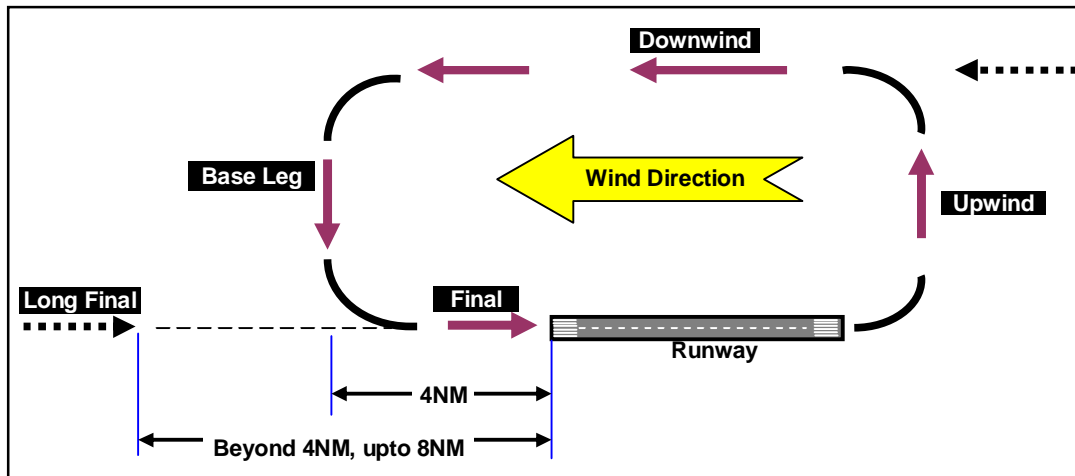 Downwind
Base Leg
Wind Direction
Upwind
Long Final
Final
Runway
4NM
Beyond 4NM, upto 8NM